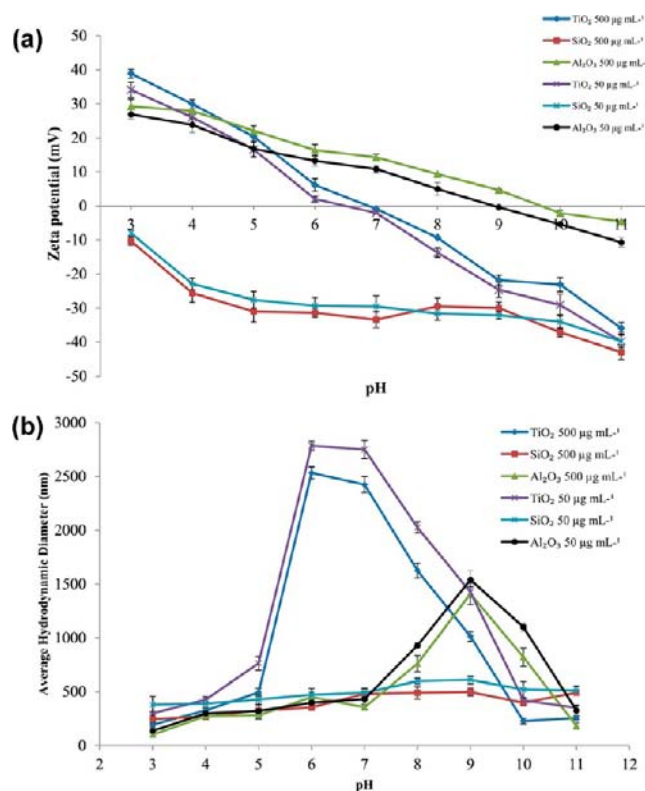 (a)
TiO₂ 500 µg mL-¹
SiO₂ 500 µg mL-¹
Al₂O₃ 500 µg mL-
TiO₂ 50 µg mL-¹
SiO₂ 50 µg mL-¹
Al₂O₃ 50 µg mL-¹
Zeta potential (mV)
50
40
30
20
10
0
-10
-20
-30
-40
-50
3
4
5
6
7
8
9
10
11
pH
(b)
TiO₂ 500 µg mL-¹
SiO₂ 500 µg mL-¹
Al₂O₃ 500 µg mL-¹
TiO₂ 50 µg mL-¹
SiO₂ 50 µg mL-¹
Al₂O₃ 50 µg mL-¹
Average Hydrodynamic Diameter (nm)
3000
2500
2000
1500
1000
500
0
2
3
4
5
6
7
8
9
10
11
12
pH